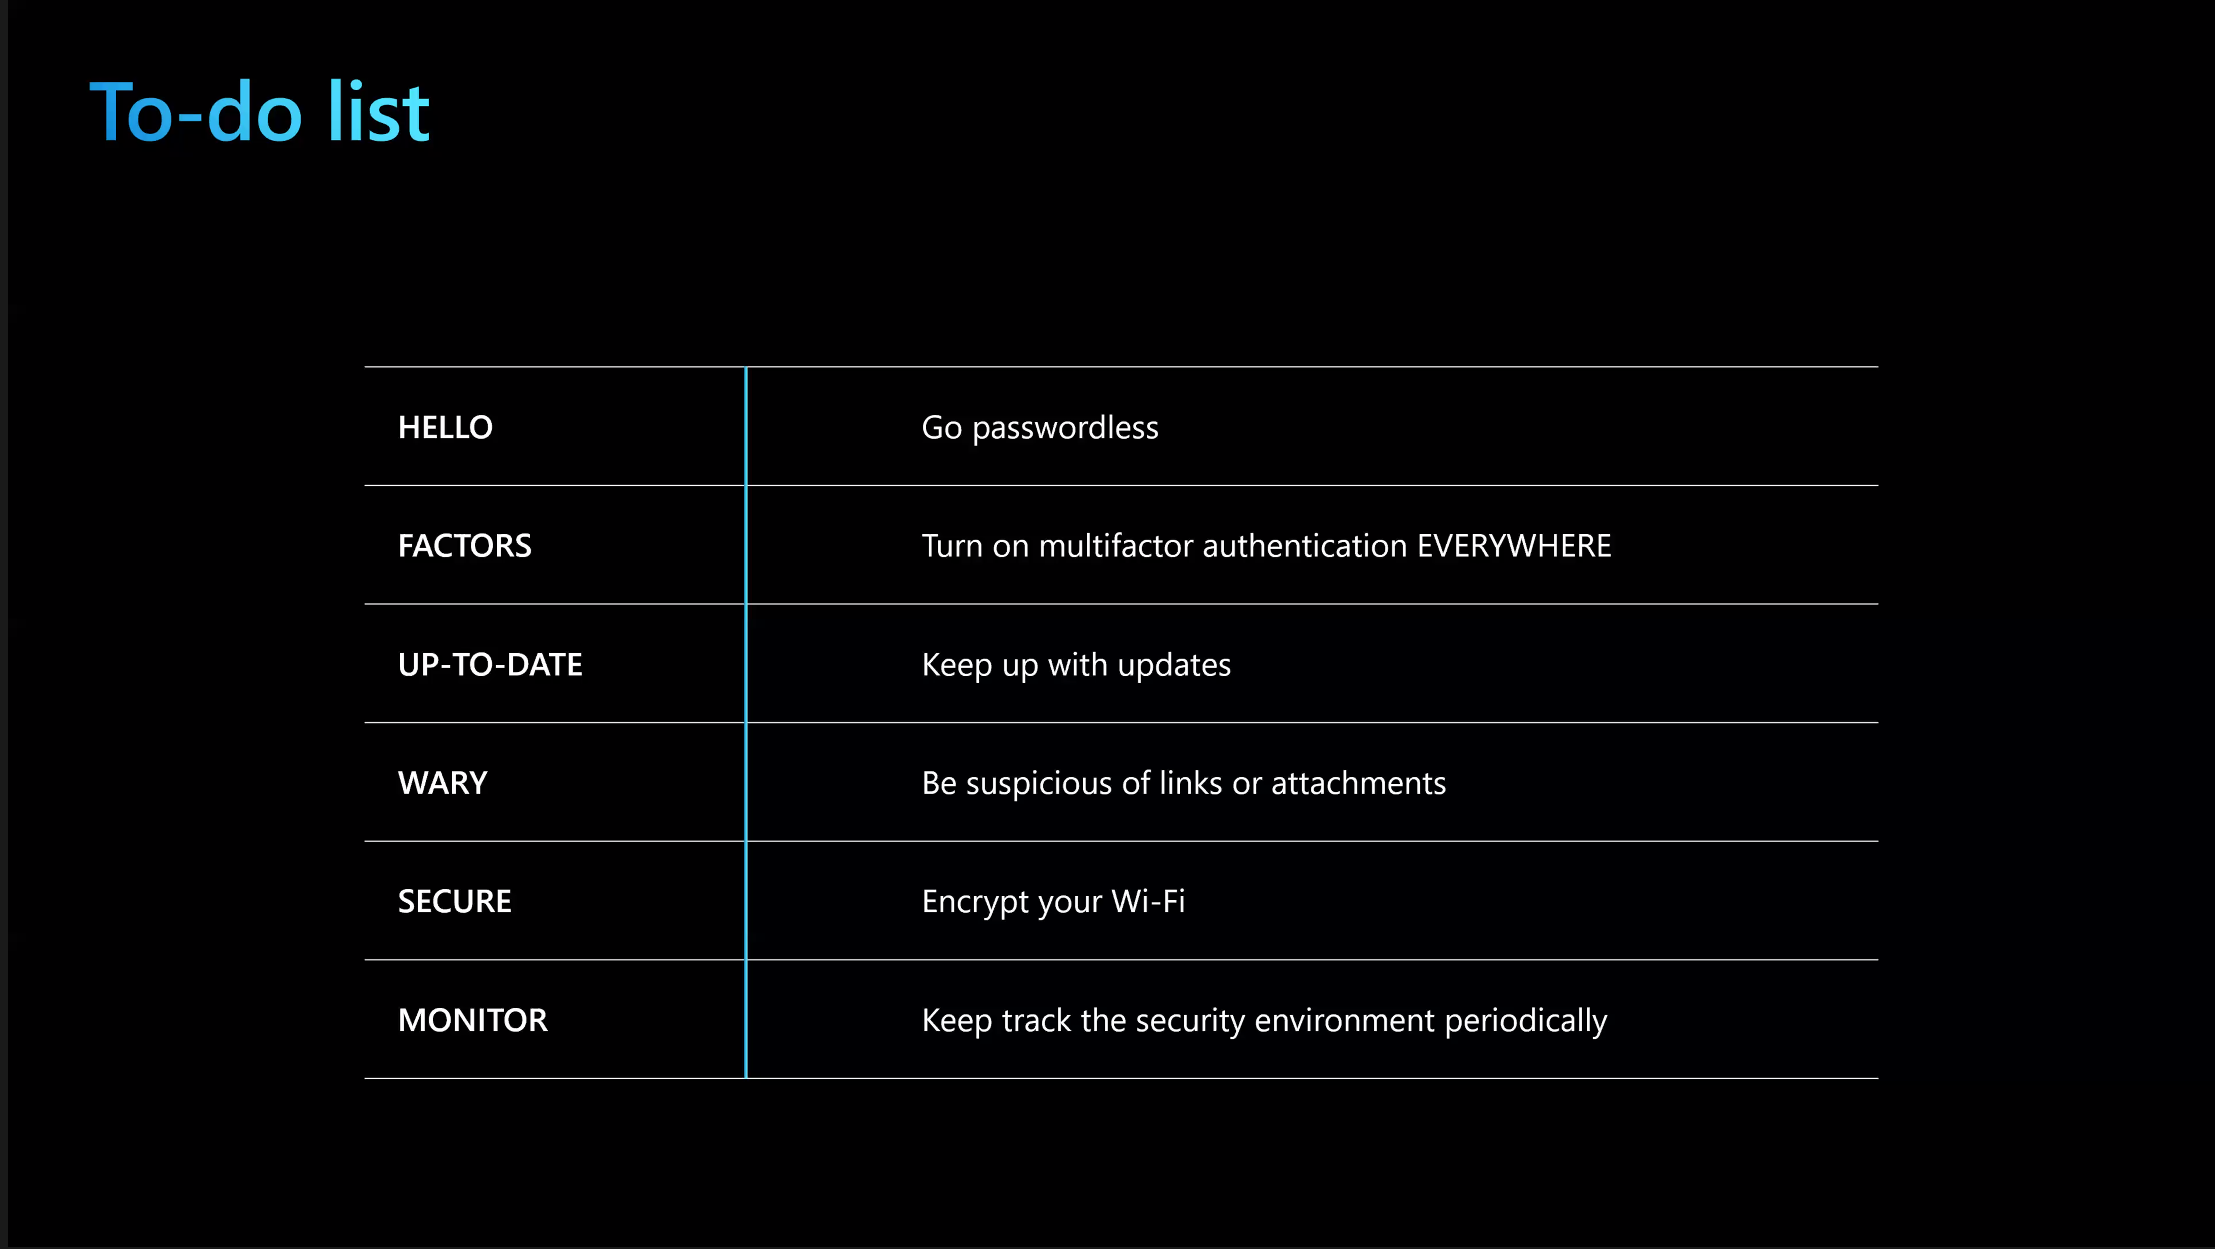 To-do list
HELLO
Go passwordless
FACTORS
Turn on multifactor authentication EVERYWHERE
UP-TO-DATE
Keep up with updates
WARY
Be suspicious of links or attachments
SECURE
Encrypt your Wi-Fi
MONITOR
Keep track the security environment periodically